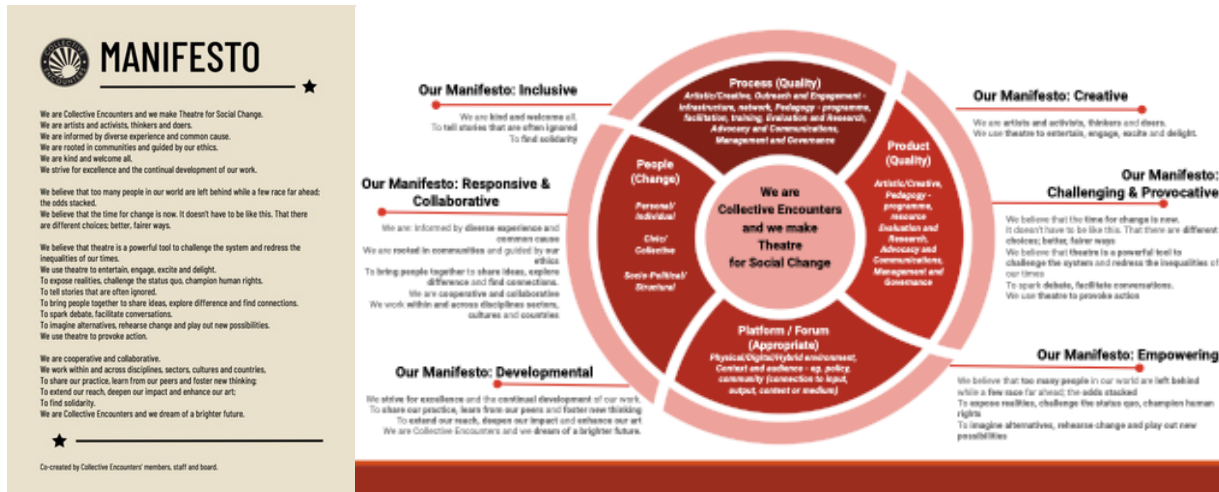 COLLECTIVE ENCOUNTERS
MANIFESTO
We are Collective Encounters and we make Theatre for Social Change.
We are artists and activists, thinkers and doers.
We are informed by diverse experience and common cause.
We are rooted in communities and guided by our ethics.
We are kind and welcome all.
We strive for excellence and the continual development of our work.
We believe that too many people in our world are left behind while a few race far ahead;
the odds stacked.
We believe that the time for change is now. It doesn't have to be like this. That there
are different choices; better, fairer ways.
We believe that theatre is a powerful tool to challenge the system and redress the
inequalities of our times.
We use theatre to entertain, engage, excite and delight.
To expose realities, challenge the status quo, champion human rights.
To tell stories that are often ignored.
To bring people together to share ideas, explore difference and find connections.
To spark debate, facilitate conversations.
To imagine alternatives, rehearse change and play out new possibilities.
We use theatre to provoke action.
We are cooperative and collaborative.
We work within and across disciplines, sectors, cultures and countries.
To share our practice, learn from our peers and foster new thinking;
To extend our reach, deepen our impact and enhance our art;
To find solidarity.
We are Collective Encounters and we dream of a brighter future.
Co-created by Collective Encounters' members, staff and board.
Our Manifesto: Inclusive
We are kind and welcome all.
To tell stories that are often ignored
To find solidarity
Our Manifesto: Responsive &
Collaborative
We are: Informed by diverse experience and
common cause
We are rooted in communities and guided by our
ethics
To bring people together to share ideas, explore
difference and find connections.
We are cooperative and collaborative
We work within and across disciplines sectors,
cultures and countries
Our Manifesto: Developmental
We strive for excellence and the continual development of our work.
To share our practice, learn from our peers and foster new thinking
To extend our reach, deepen our impact and enhance our art
We are Collective Encounters and we dream of a brighter future.
Process (Quality)
Artistic/Creative, Outreach and Engagement -
Infrastructure, network, Pedagogy - programme,
facilitation, training, Evaluation and Research,
Advocacy and Communications,
Management and Governance
People
(Change)
Personal/
Individual
Civic/
Collective
Socio-Political/
Structural
We are
Collective Encounters
and we make
Theatre
for Social Change
Product
(Quality)
Artistic/Creative,
Pedagogy -
programme,
resource
Evaluation and
Research,
Advocacy and
Communications,
Management and
Governance
Platform / Forum
(Appropriate)
Physical/Digital/Hybrid environment,
Context and audience - eg. policy,
community (connection to input,
output, content or medium)
Our Manifesto: Creative
We are artists and activists, thinkers and doers.
We use theatre to entertain, engage, excite and delight.
Our Manifesto:
Challenging & Provocative
We believe that the time for change is now.
It doesn't have to be like this. That there are different
choices; better, fairer ways
We believe that theatre is a powerful tool to
challenge the system and redress the inequalities of
our times
To spark debate, facilitate conversations.
We use theatre to provoke action
Our Manifesto: Empowering
We believe that too many people in our world are left behind
while a few race far ahead; the odds stacked
To expose realities, challenge the status quo, champion human
rights
To imagine alternatives, rehearse change and play out new
possibilities